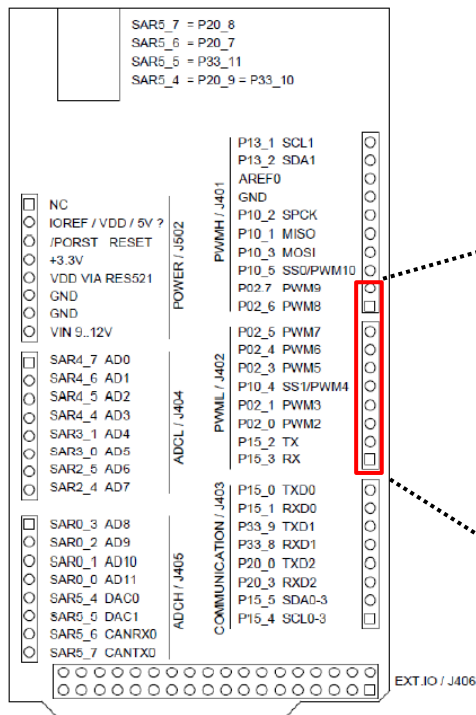 SAR5_7 = P20_8
SAR5_6 = P20_7
SAR5_5 = P33_11
SAR5_4 = P20_9 = P33_10
P13_1 SCL1
P13_2 SDA1
AREF0
GND
P10_2 SPCK
P10_1 MISO
P10_3 MOSI
P10_5 SS0/PWM10
P02.7 PWM9
P02_6 PWM8
PWMH / J401
NC
IOREF / VDD / 5V ?
/PORST RESET
+3.3V
VDD VIA RES521
GND
GND
VIN 9..12V
POWER / J502
P02_5 PWM7
P02_4 PWM6
P02_3 PWM5
P10_4 SS1/PWM4
P02_1 PWM3
P02_0 PWM2
P15_2 TX
P15_3 RX
PWML / J402
SAR4_7 AD0
SAR4_6 AD1
SAR4_5 AD2
SAR4_4 AD3
SAR3_1 AD4
SAR3_0 AD5
SAR2_5 AD6
SAR2_4 AD7
ADCL / J404
P15_0 TXD0
P15_1 RXD0
P33_9 TXD1
P33_8 RXD1
P20_0 TXD2
P20_3 RXD2
P15_5 SDA0-3
P15_4 SCL0-3
COMMUNICATION / J403
SAR0_3 AD8
SAR0_2 AD9
SAR0_1 AD10
SAR0_0 AD11
SAR5_4 DAC0
SAR5_5 DAC1
SAR5_6 CANRX0
SAR5_7 CANTX0
ADCH / J405
EXT.IO / J406